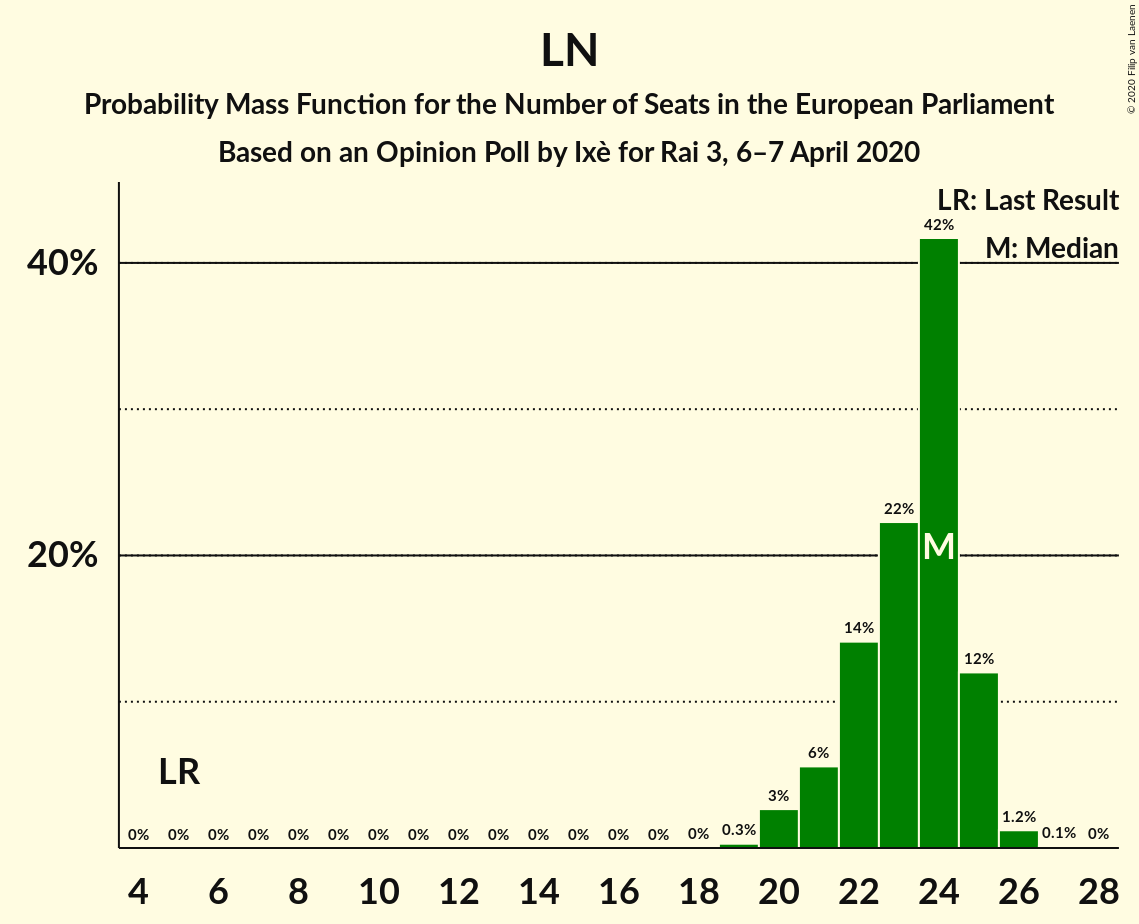 LN
Probability Mass Function for the Number of Seats in the European Parliament
Based on an Opinion Poll by Ixè for Rai 3, 6–7 April 2020
© 2020 Filip van Laenen
LR: Last Result
M: Median
42%
40%
22%
20%
M
14%
12%
6%
LR
3%
0% 0% 0% 0% 0% 0% 0% 0% 0% 0% 0% 0% 0% 0% 0% 0.3% 1.2% 0.1% 0%
4 6 8 10 12 14 16 18 20 22 24 26 28